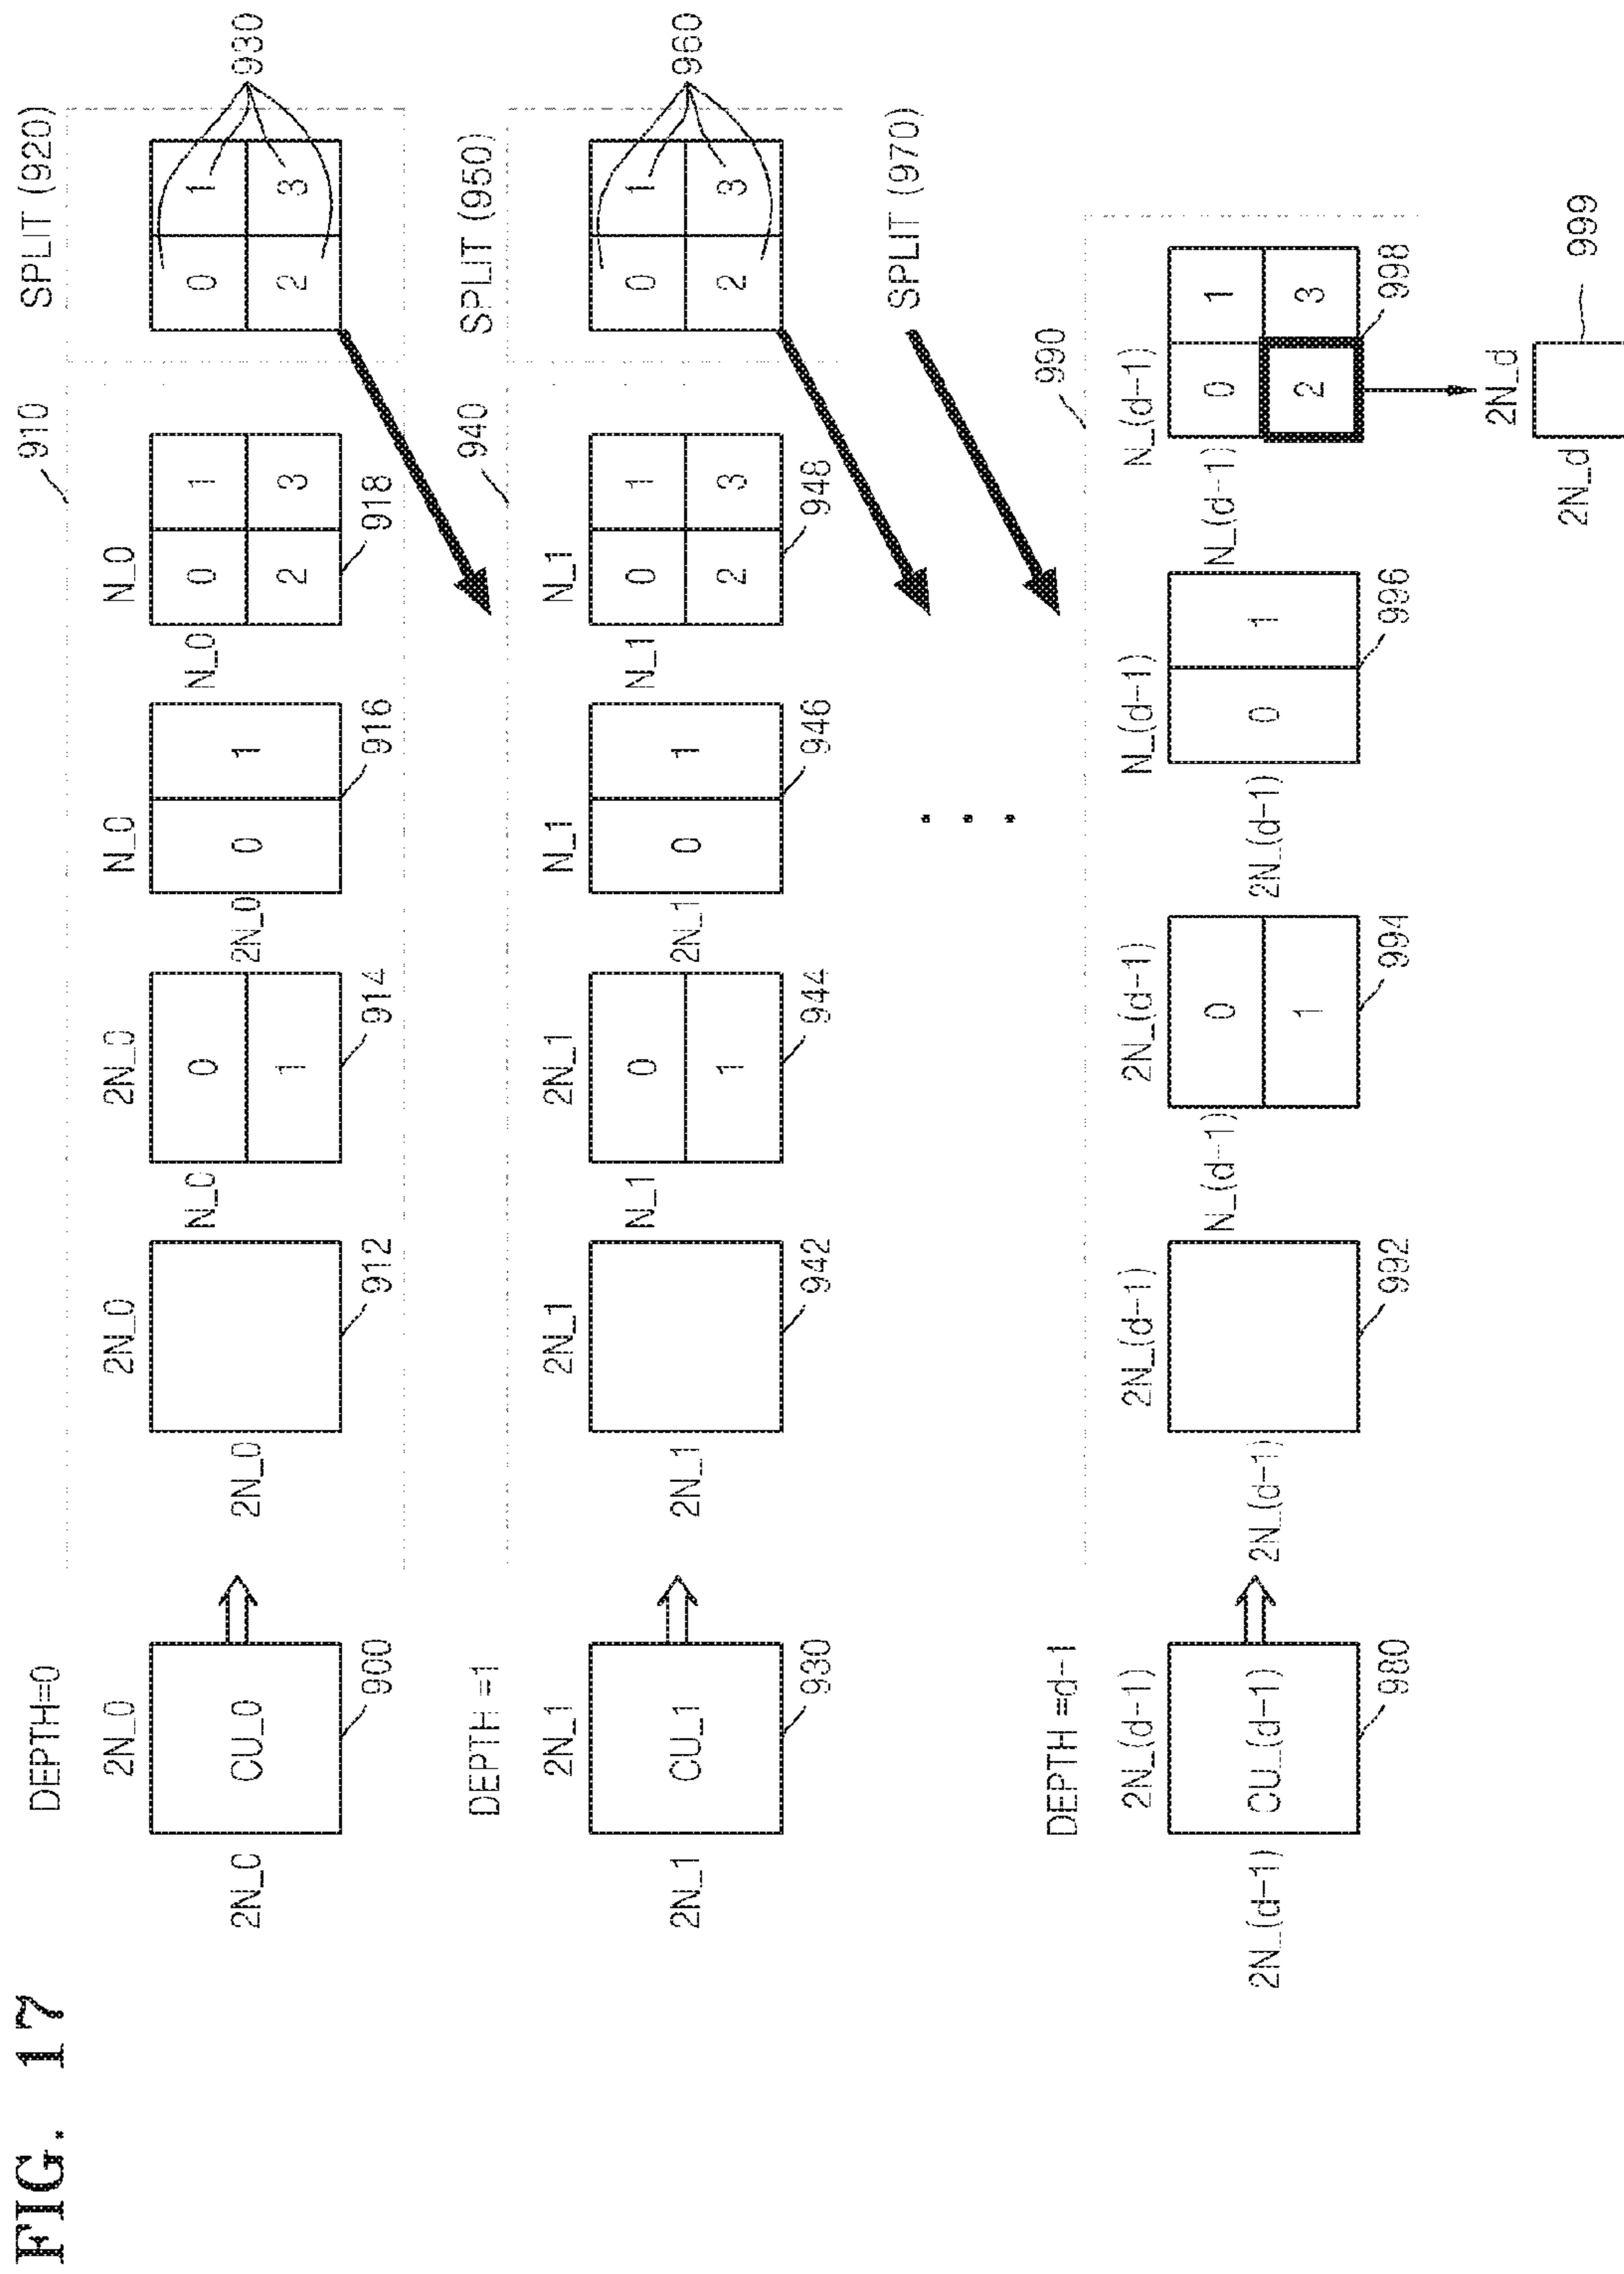 FIG. 17
DEPTH=0
2N_0
2N_0
CU_0
900
910
2N_0
2N_0
912
2N_0
N_0
0
1
914
N_0
2N_0
0
1
916
N_0
N_0
0
1
2
3
918
SPLIT (920)
0
1
2
3
930
DEPTH =1
2N_1
2N_1
CU_1
930
940
2N_1
2N_1
942
2N_1
N_1
0
1
944
N_1
2N_1
0
1
946
N_1
N_1
0
1
2
3
948
SPLIT (950)
0
1
2
3
960
SPLIT (970)
DEPTH =d-1
2N_(d-1)
2N_(d-1)
CU_(d-1)
980
990
2N_(d-1)
2N_(d-1)
992
2N_(d-1)
N_(d-1)
0
1
994
N_(d-1)
2N_(d-1)
0
1
996
N_(d-1)
N_(d-1)
0
1
2
3
998
2N_d
2N_d
999